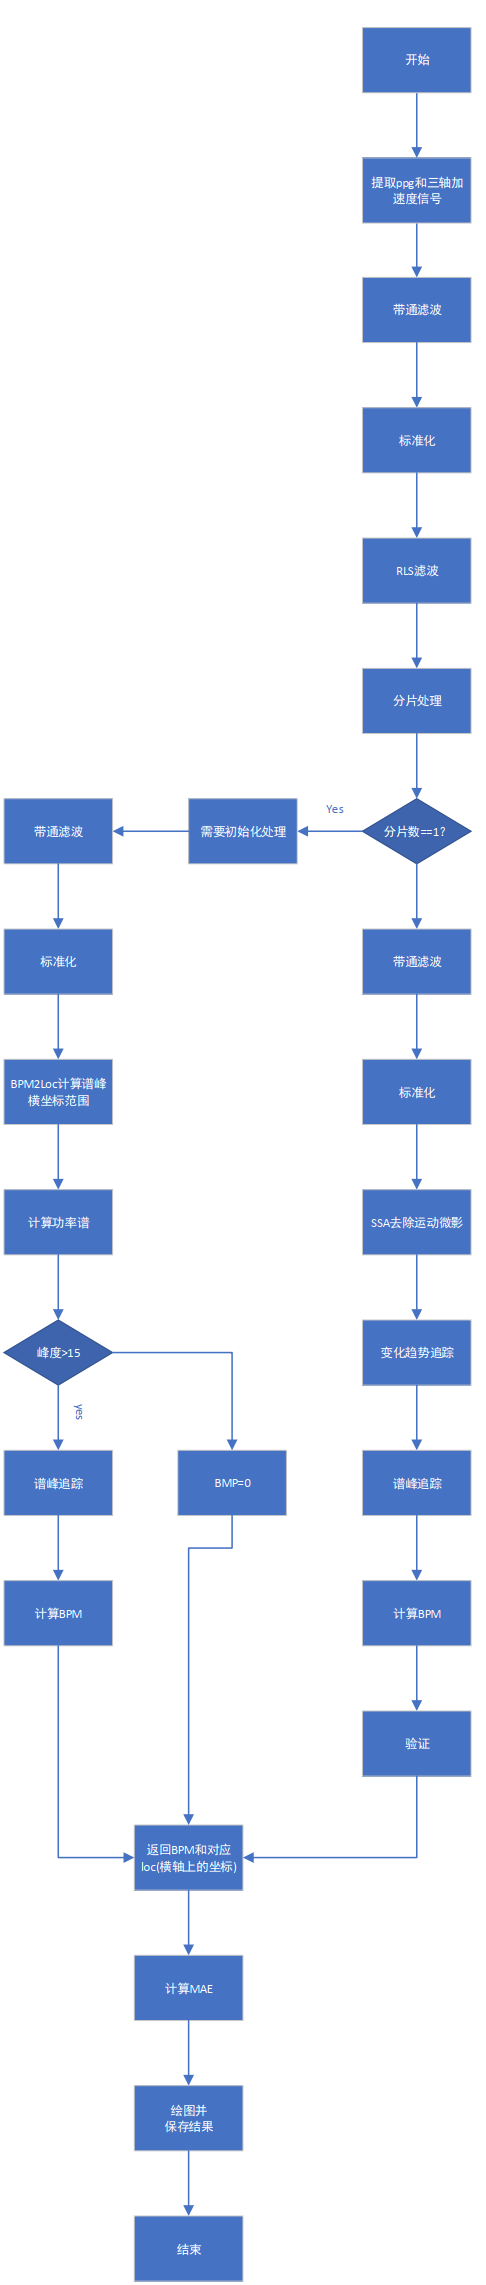 开始
提取ppg和三轴加
速度信号
带通滤波
标准化
RLS滤波
分片处理
分片数==1?
Yes
需要初始化处理
带通滤波
标准化
BPM2Loc计算谱峰
横坐标范围
计算功率谱
峰度>15
yes
谱峰追踪
计算BPM
BMP=0
带通滤波
标准化
SSA去除运动微影
变化趋势追踪
谱峰追踪
计算BPM
验证
返回BPM和对应
loc(横轴上的坐标)
计算MAE
绘图并
保存结果
结束